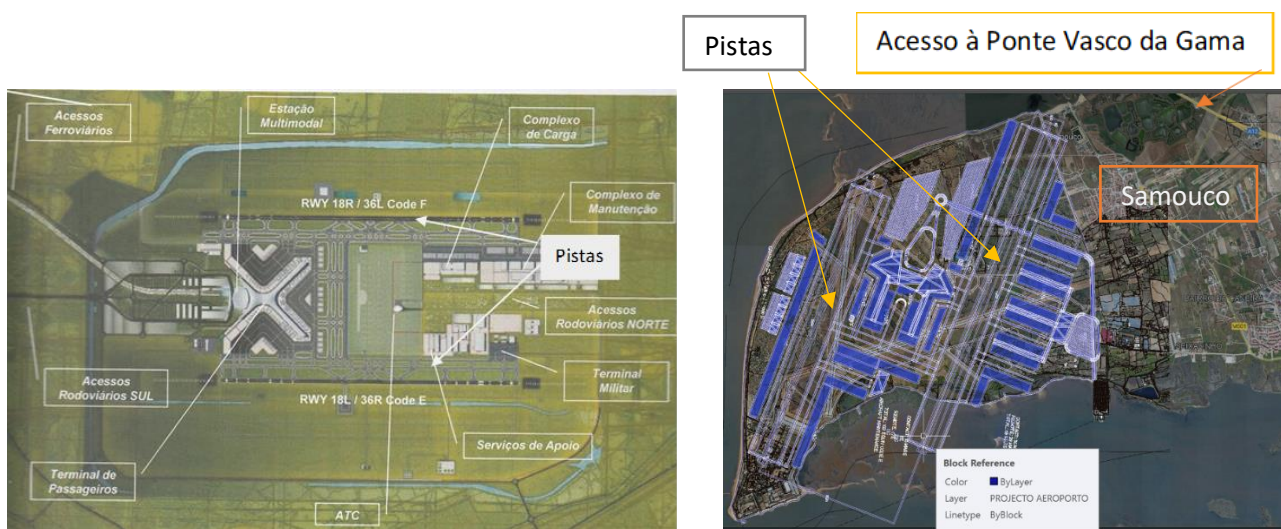 Acessos
Ferroviários
Estação
Multimodal
Complexo
de Carga
Complexo de
Manutenção
RWY 18R / 36L Code F
Pistas
Acessos
Rodoviários NORTE
Terminal
Militar
Acessos
Rodoviários SUL
RWY 18L / 36R Code E
Serviços de Apoio
Terminal de
Passageiros
ATC
Pistas
Acesso à Ponte Vasco da Gama
Samouco
Block Reference
Color ByLayer
Layer PROJECTO AEROPORTO
Linetype ByBlock